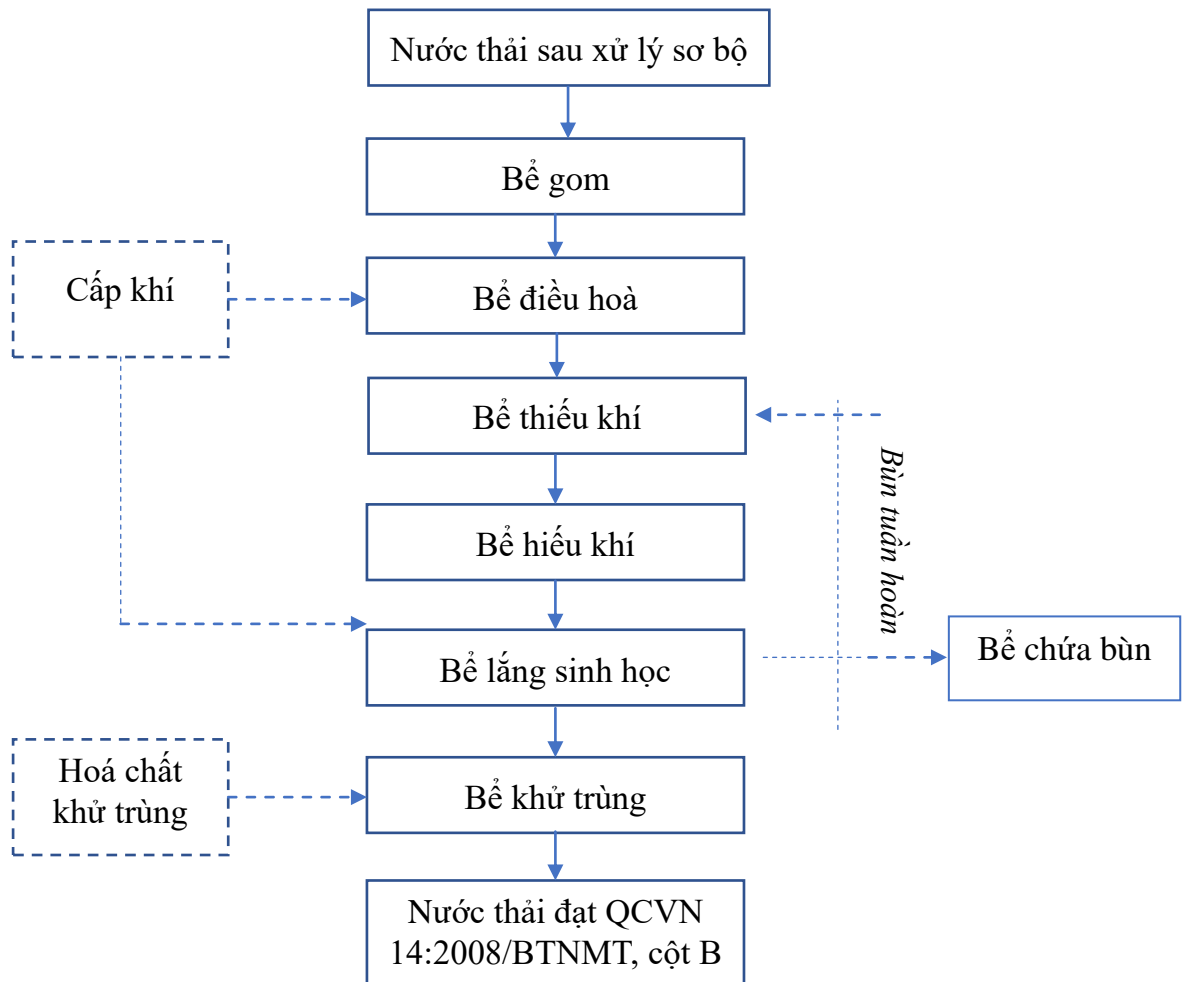 Nước thải sau xử lý sơ bộ
Bể gom
Cấp khí
Bể điều hoà
Bể thiếu khí
Bùn tuần hoàn
Bể hiếu khí
Bể lắng sinh học
Bể chứa bùn
Hoá chất
khử trùng
Bể khử trùng
Nước thải đạt QCVN
14:2008/BTNMT, cột B